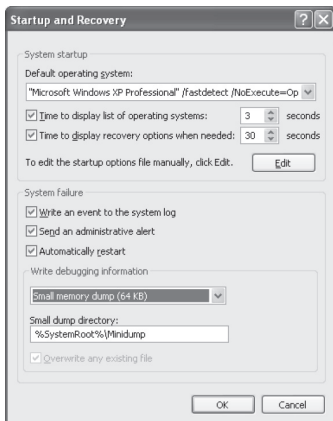 Startup and Recovery
System startup
Default operating system:
"Microsoft Windows XP Professional" /fastdetect /NoExecute=Op
Time to display list of operating systems: 3 seconds
Time to display recovery options when needed: 30 seconds
To edit the startup options file manually, click Edit. Edit
System failure
Write an event to the system log
Send an administrative alert
Automatically restart
Write debugging information
Small memory dump (64 KB)
Small dump directory:
%SystemRoot%\Minidump
Overwrite any existing file
OK Cancel